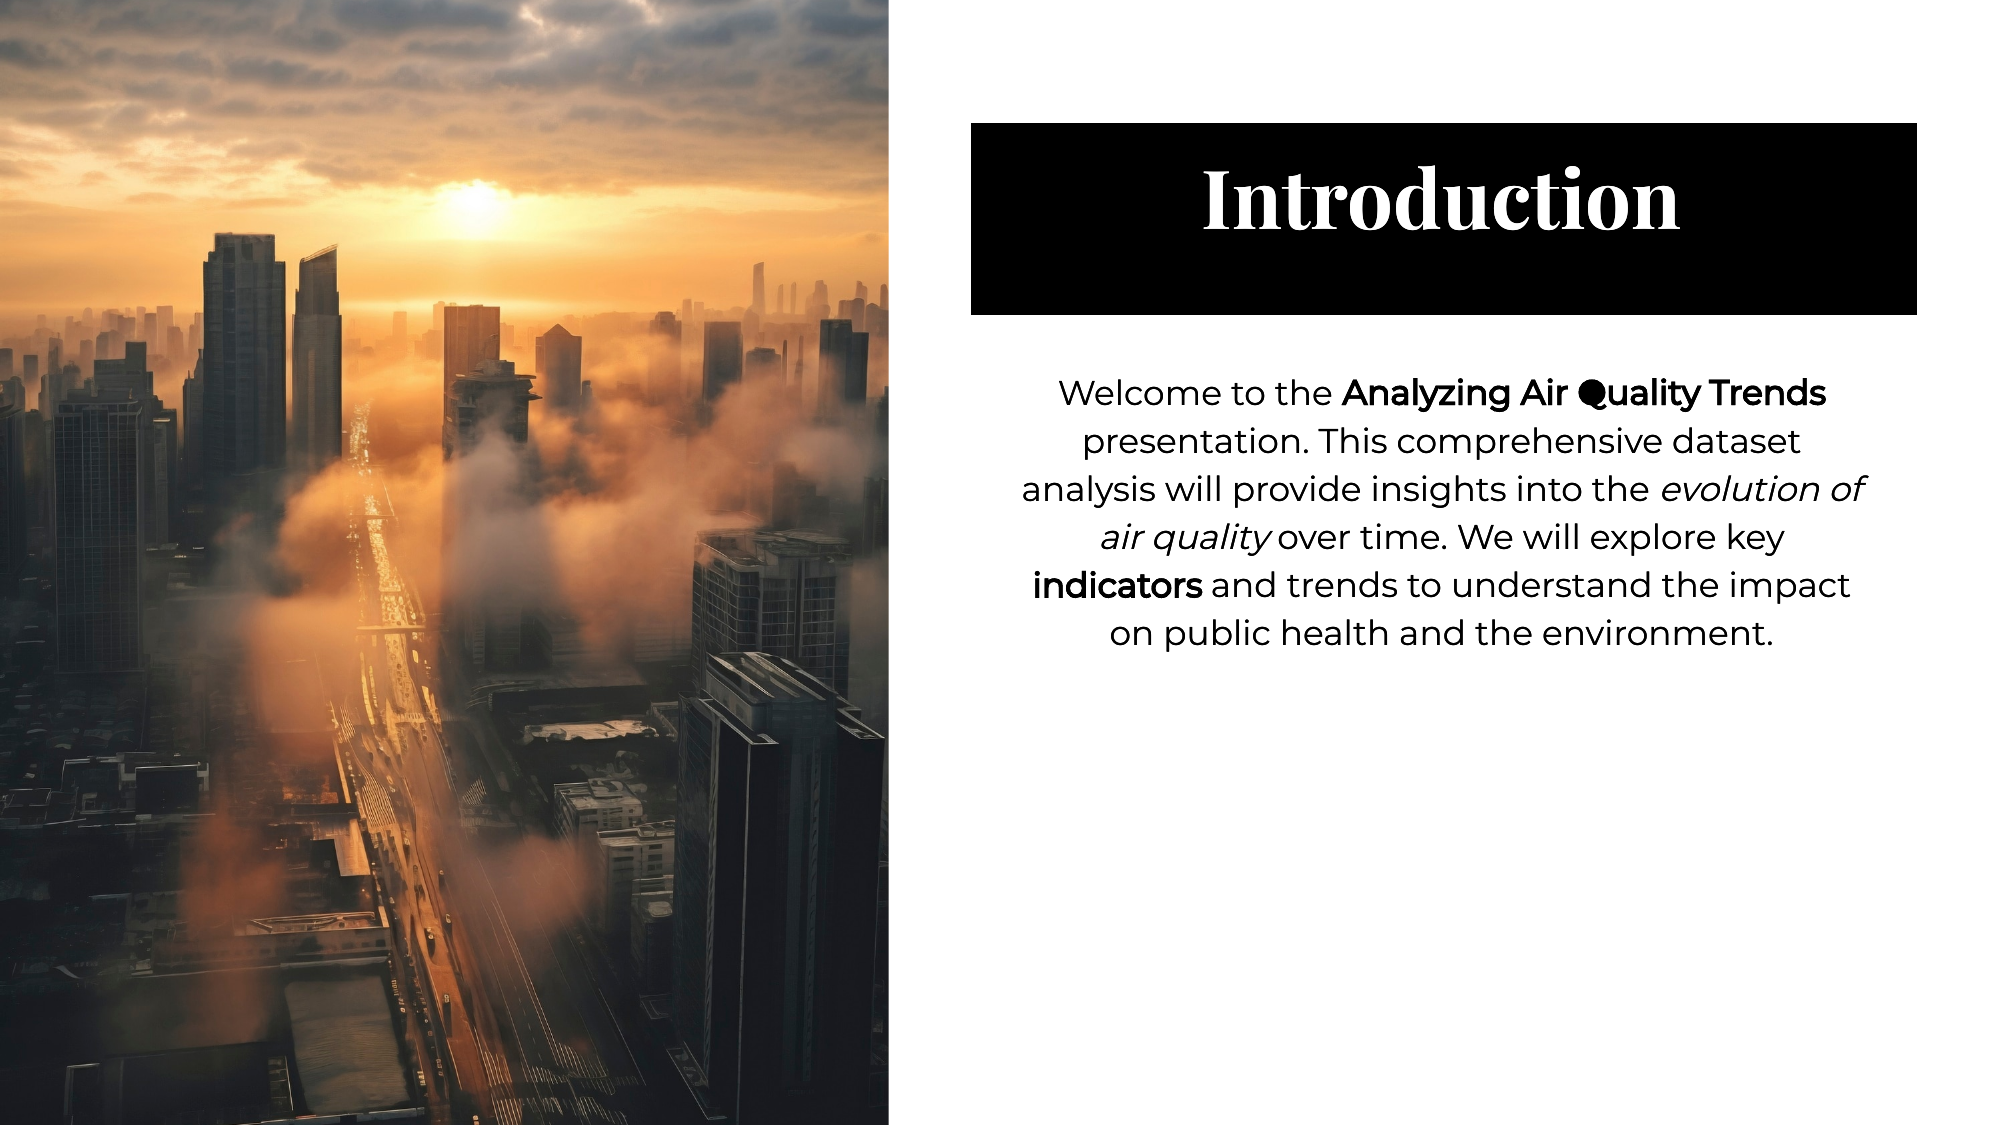 Introduction
Welcome to the Analyzing Air Quality Trends
presentation. This comprehensive dataset
analysis will provide insights into the evolution of
air quality over time. We will explore key
indicators and trends to understand the impact
on public health and the environment.